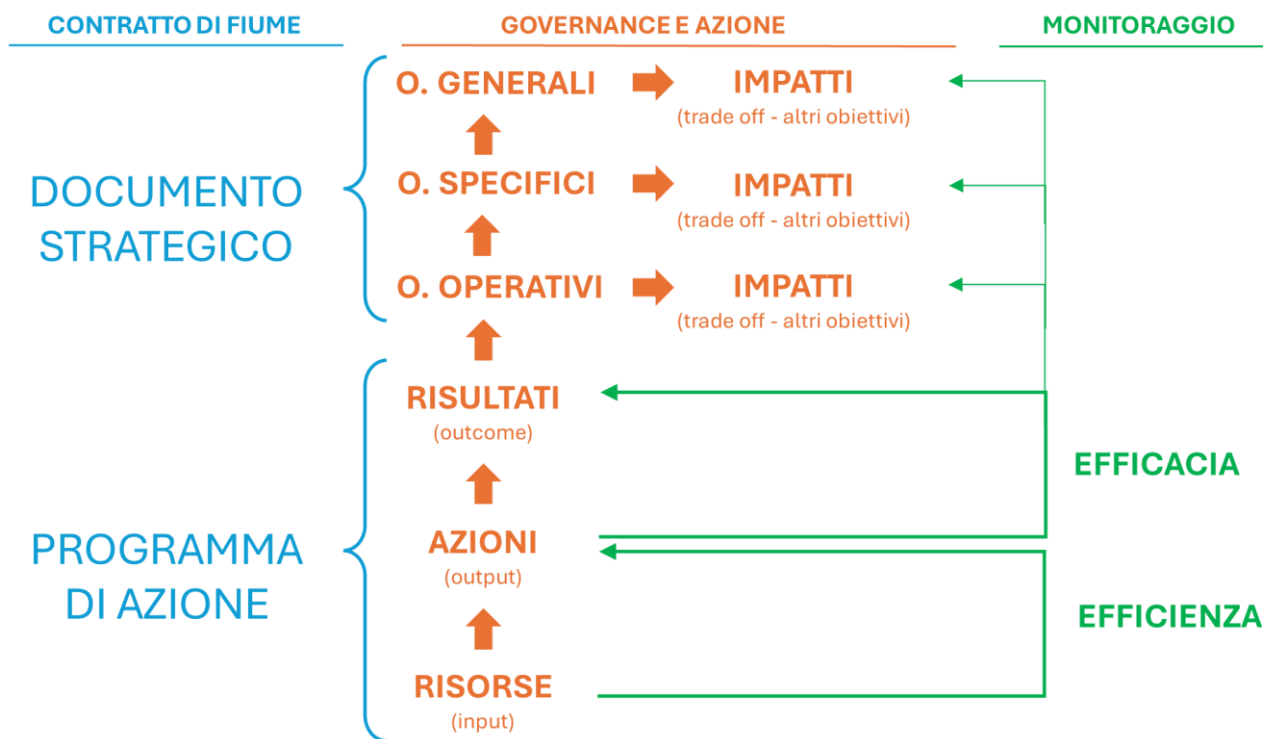 CONTRATTO DI FIUME
GOVERNANCE E AZIONE
MONITORAGGIO
DOCUMENTO
STRATEGICO
O. GENERALI
IMPATTI
(trade off - altri obiettivi)
O. SPECIFICI
IMPATTI
(trade off - altri obiettivi)
O. OPERATIVI
IMPATTI
(trade off - altri obiettivi)
PROGRAMMA
DI AZIONE
RISULTATI
(outcome)
EFFICACIA
AZIONI
(output)
EFFICIENZA
RISORSE
(input)